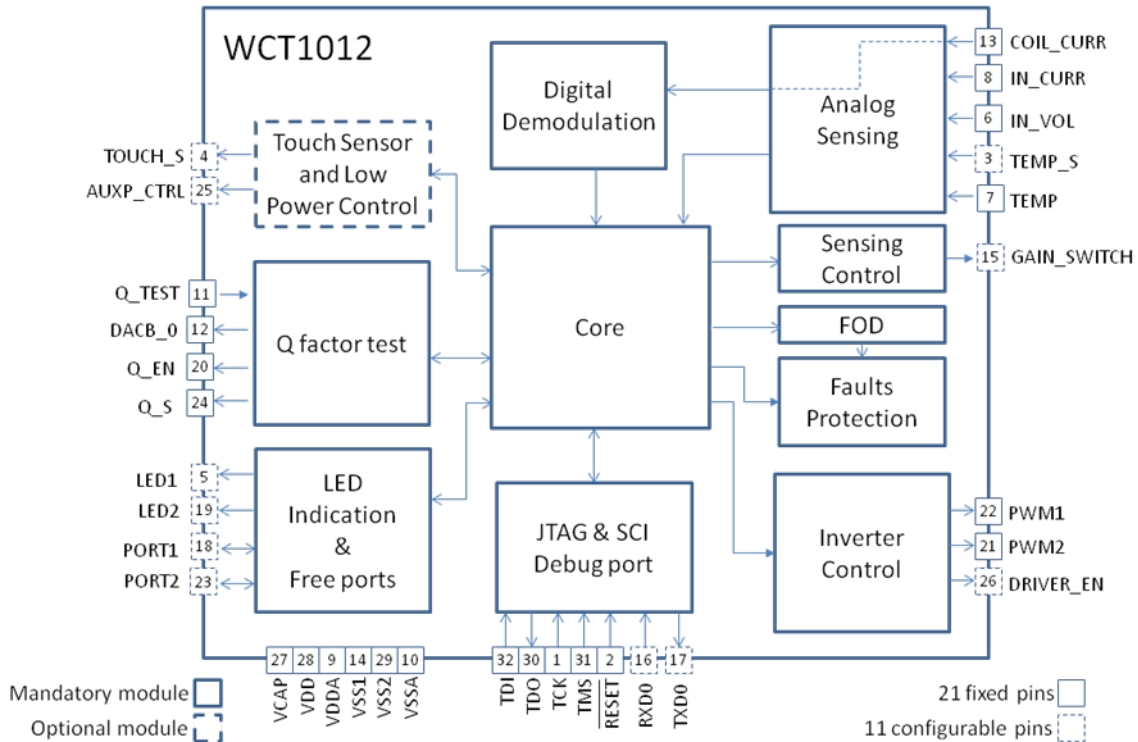 WCT1012
Digital
Demodulation
Analog
Sensing
13 COIL_CURR
8 IN_CURR
6 IN_VOL
3 TEMP_S
7 TEMP
TOUCH_S 4
AUXP_CTRL 25
Touch Sensor
and Low
Power Control
Sensing
Control
15 GAIN_SWITCH
Q_TEST 11
DACB_0 12
Q_EN 20
Q_S 24
Q factor test
Core
FOD
Faults
Protection
LED1 5
LED2 19
PORT1 18
PORT2 23
LED
Indication
&
Free ports
JTAG & SCI
Debug port
Inverter
Control
22 PWM1
21 PWM2
26 DRIVER_EN
27 28 9 14 29 10
VCAP
VDD
VDDA
VSS1
VSS2
VSSA
32 30 1 31 2 16 17
TDI
TDO
TCK
TMS
RESET
RXD0
TXD0
Mandatory module
Optional module
21 fixed pins
11 configurable pins